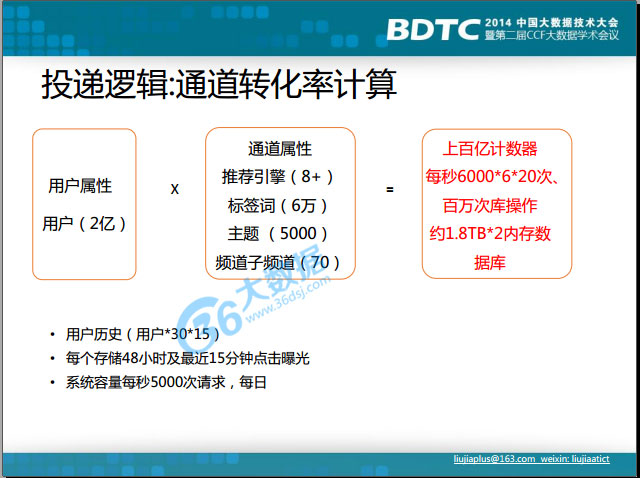 BDTC 2014 中国大数据技术大会
暨第二届CCF大数据学术会议
投递逻辑:通道转化率计算
用户属性
用户（2亿）
X
通道属性
推荐引擎（8+）
标签词（6万）
主题 （5000）
频道子频道（70）
=
上百亿计数器
每秒6000*6*20次、
百万次库操作
约1.8TB*2内存数
据库
36大数据
www.36dsj.com
• 用户历史（用户*30*15）
• 每个存储48小时及最近15分钟点击曝光
• 系统容量每秒5000次请求，每日
liujiaplus@163.com weixin: liujiaatict